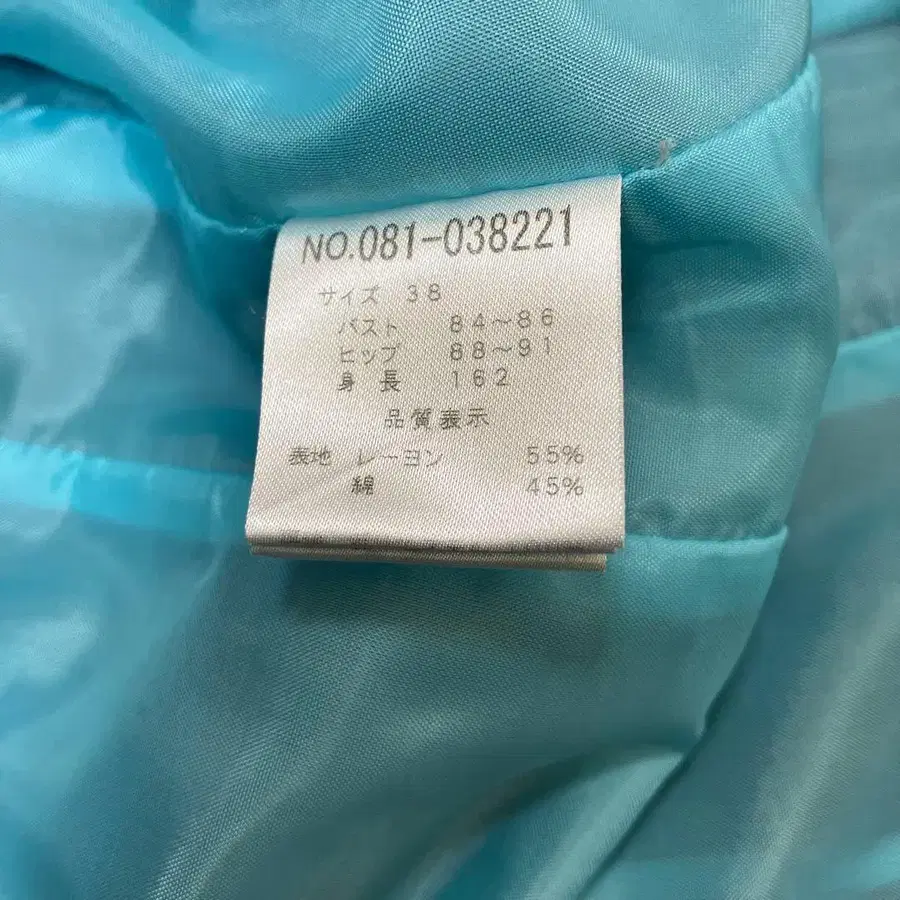 NO.081-038221
サイズ 38
バスト 84～86
ヒップ 88～91
身長 162
品質表示
表地 レーヨン 55%
綿 45%